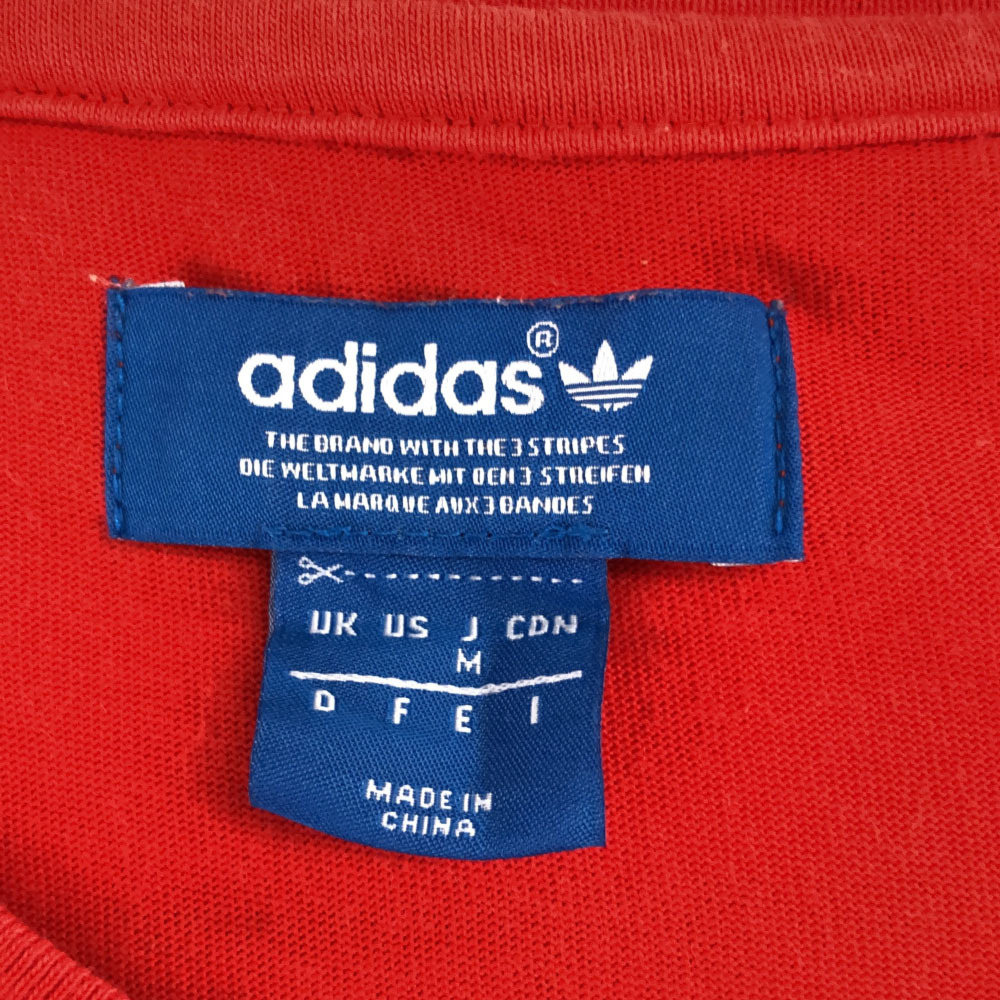 adidas®
THE BRAND WITH THE 3 STRIPES
DIE WELTMARKE MIT DEN 3 STREIFEN
LA MARQUE AUX 3 BANDES
UK US J CDN
M
D F E I
MADE IN
CHINA